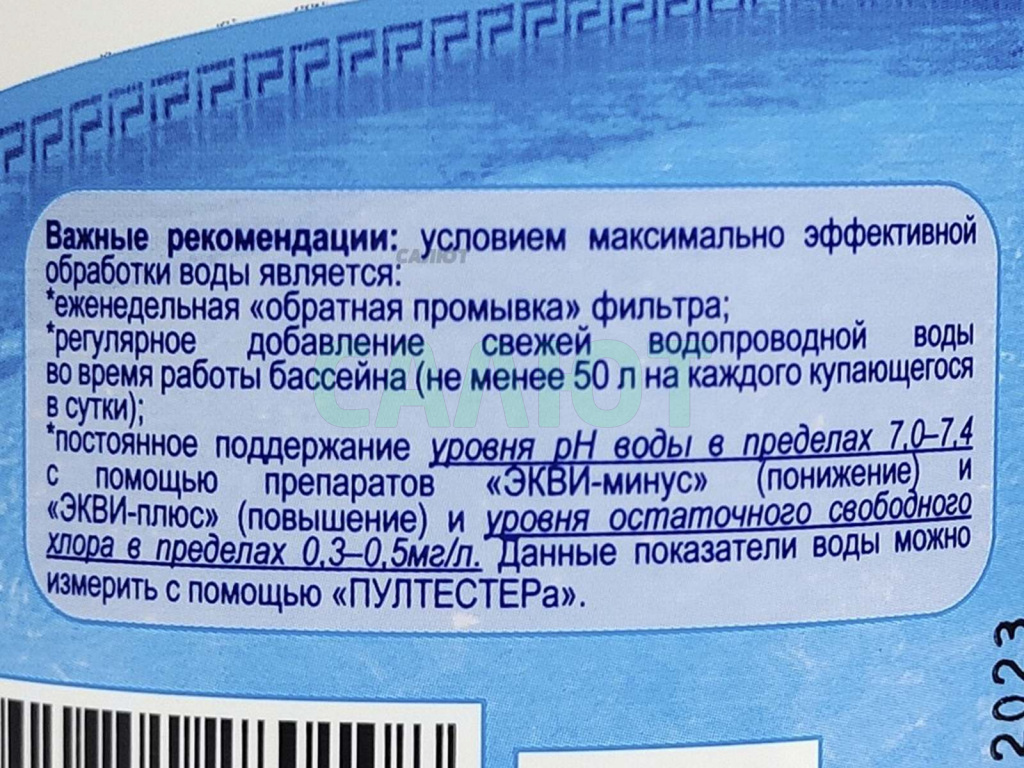 Важные рекомендации: условием максимально эффективной
обработки воды является:
*еженедельная «обратная промывка» фильтра;
*регулярное добавление свежей водопроводной воды
во время работы бассейна (не менее 50 л на каждого купающегося
в сутки);
*постоянное поддержание уровня pH воды в пределах 7,0–7,4
с помощью препаратов «ЭКВИ-минус» (понижение) и
«ЭКВИ-плюс» (повышение) и уровня остаточного свободного
хлора в пределах 0,3–0,5мг/л. Данные показатели воды можно
измерить с помощью «ПУЛТЕСТЕРа».
САЛЮТ
САЛЮТ
2023